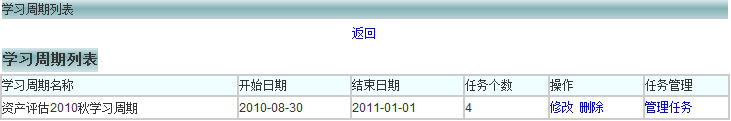 学习周期列表
返回
学习周期列表
学习周期名称 开始日期 结束日期 任务个数 操作 任务管理
资产评估2010秋学习周期 2010-08-30 2011-01-01 4 修改 删除 管理任务